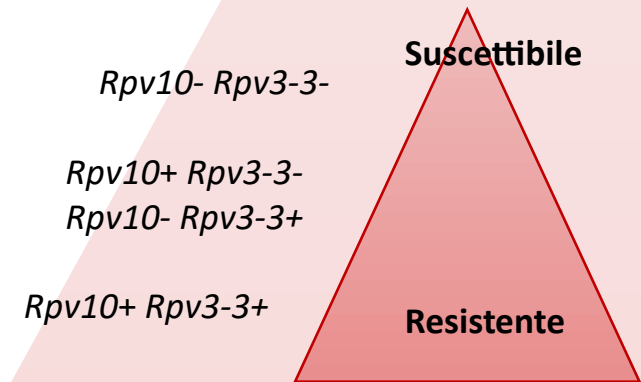 Suscettibile
Rpv10- Rpv3-3-
Rpv10+ Rpv3-3-
Rpv10- Rpv3-3+
Rpv10+ Rpv3-3+
Resistente